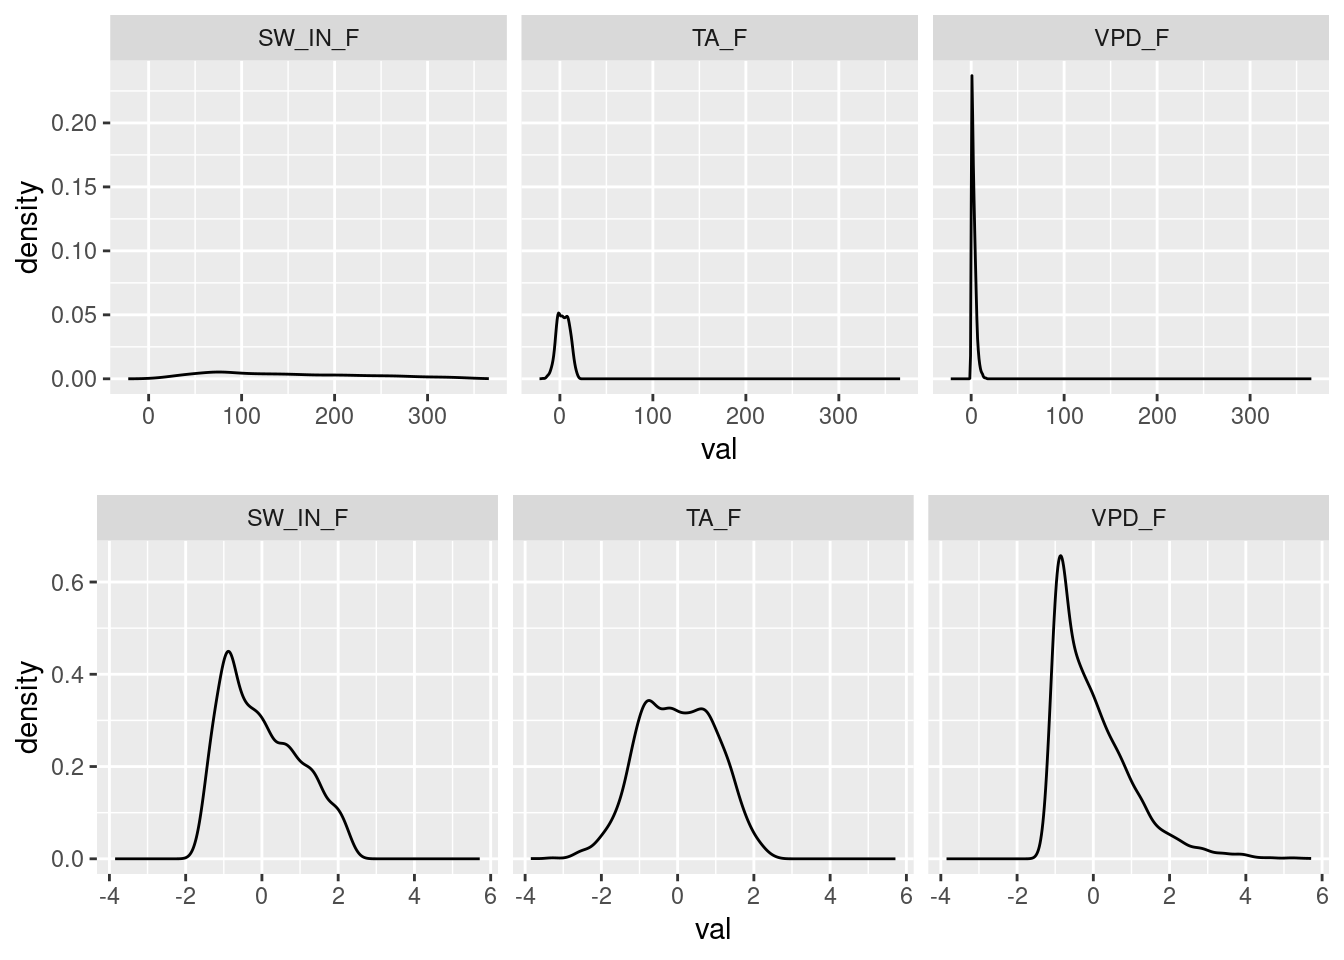 SW_IN_F TA_F VPD_F
0.20
0.15
0.10
0.05
0.00
density
0 100 200 300 0 100 200 300 0 100 200 300
val
SW_IN_F TA_F VPD_F
0.6
0.4
0.2
0.0
density
-4 -2 0 2 4 6 -4 -2 0 2 4 6 -4 -2 0 2 4 6
val